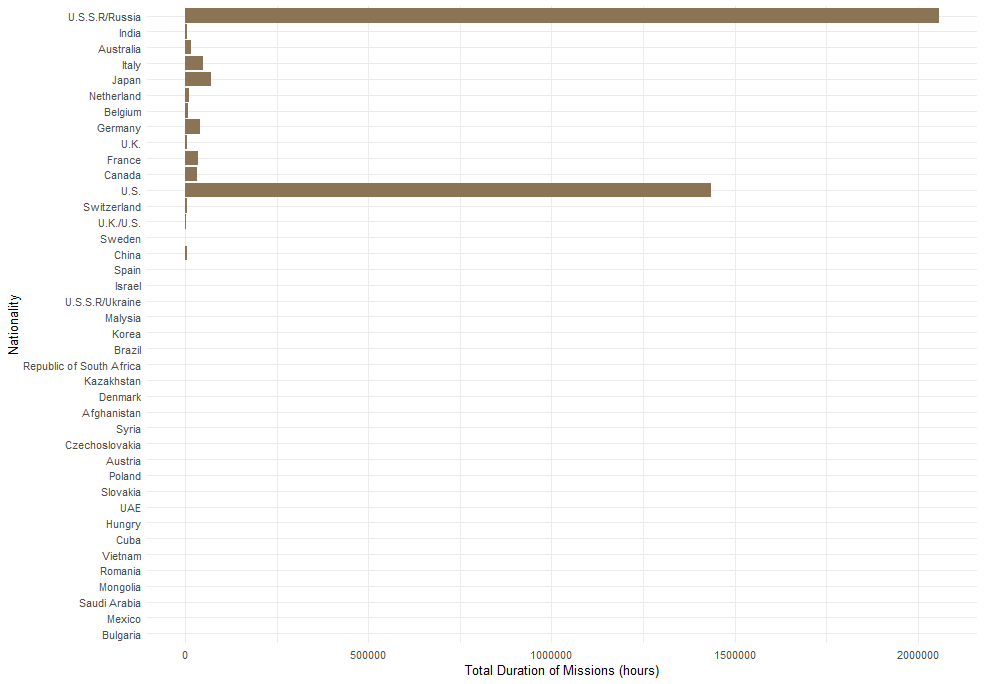 U.S.S.R/Russia
India
Australia
Italy
Japan
Netherland
Belgium
Germany
U.K.
France
Canada
U.S.
Switzerland
U.K./U.S.
Sweden
China
Spain
Israel
U.S.S.R/Ukraine
Malysia
Korea
Brazil
Republic of South Africa
Kazakhstan
Denmark
Afghanistan
Syria
Czechoslovakia
Austria
Poland
Slovakia
UAE
Hungry
Cuba
Vietnam
Romania
Mongolia
Saudi Arabia
Mexico
Bulgaria
Nationality
0 500000 1000000 1500000 2000000
Total Duration of Missions (hours)